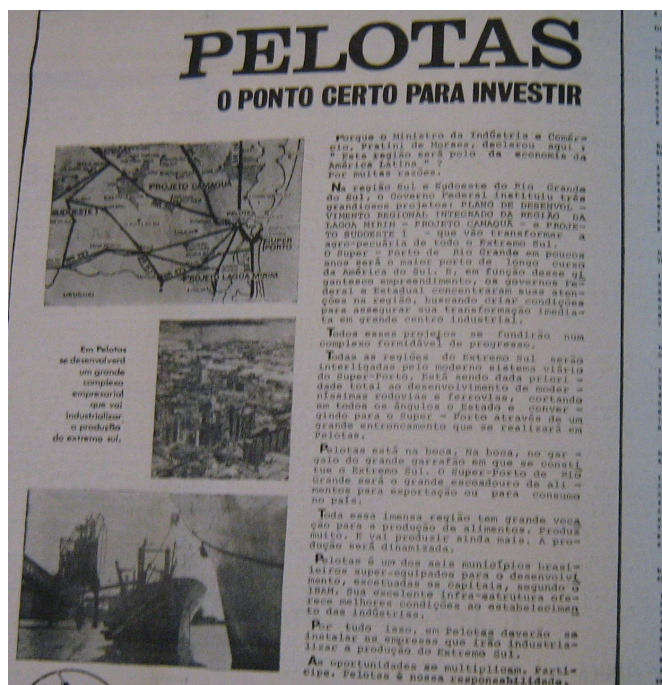 PELOTAS
O PONTO CERTO PARA INVESTIR
PROJETO CAMAQUÃ
SUDOESTE I
PELOTAS
SUPER
PORTO
PROJETO LAGOA MIRIM
URUGUAI
Em Pelotas
se desenvolverá
um grande
complexo
empresarial
que vai
industrializar
a produção
do extremo sul.
Porque o Ministro da Indústria e Comér-
cio, Pratini de Moraes, declarou aqui,
" Esta região será polo da economia da
América Latina " ?
Por muitas razões.
Na região Sul e Sudoeste do Rio Grande
do Sul, o Governo Federal instituiu três
grandiosos projetos: PLANO DE DESENVOL -
VIMENTO REGIONAL INTEGRADO DA REGIÃO DA
LAGOA MIRIM - PROJETO CAMAQUÃ - e PROJE-
TO SUDOESTE I que vão transformar a
agro-pecuária de todo o Extremo Sul.
O Super - Porto de Rio Grande em poucos
anos será o maior porto de longo curso
da América do Sul. E, em função desse gi
gantesco empreendimento, os governos Fe-
deral e Estadual concentraram suas aten-
ções na região, buscando criar condições
para assegurar sua transformação imedia-
ta em grande centro industrial.
Todos esses projetos se fundirão num
complexo formidável de progresso.
Todas as regiões do Extremo Sul serão
interligadas pelo moderno sistema viário
do Super-Porto. Está sendo dada priori -
dade total ao desenvolvimento de moder -
níssimas rodovias e ferrovias, cortando
em todos os ângulos o Estado e conver -
gindo para o Super - Porto através de um
grande entroncamento que se realizará em
Pelotas.
Pelotas está na boca. Na boca, no gar -
galo do grande garrafão em que se consti
tue o Extremo Sul. O Super-Porto de Rio
Grande será o grande escoadouro de ali -
mentos para exportação ou para consumo
no país.
Toda essa imensa região tem grande voca
ção para a produção de alimentos. Produz
muito. E vai produzir ainda mais. A pro-
dução será dinamizada.
Pelotas é um dos seis municípios brasi-
leiros super-equipados para o desenvolvi
mento, excetuadas as capitais, segundo o
IBAM. Sua excelente infra-estrutura ofe-
rece melhores condições ao estabelecimen
to das indústrias.
Por tudo isso, em Pelotas deverão se
instalar as empresas que irão industria-
lizar a produção do Extremo Sul.
As oportunidades se multiplicam. Parti-
cipe. Pelotas é nossa responsabilidade.